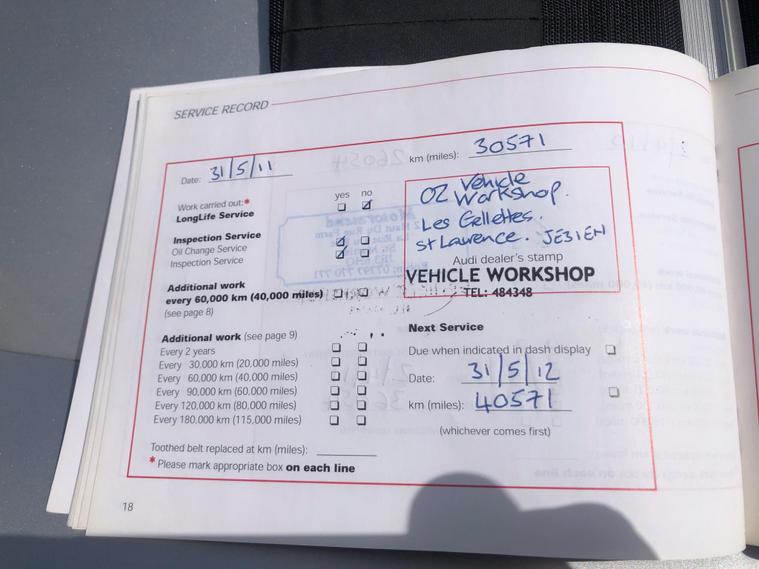 SERVICE RECORD
Date: 31/5/11
km (miles): 30571
Work carried out:*
yes no
LongLife Service
OZ Vehicle
Workshop.
Les Gellettes.
St Lawrence. JE3 1EN
Inspection Service
Oil Change Service
Inspection Service
Audi dealer's stamp
VEHICLE WORKSHOP
TEL: 484348
Additional work
every 60,000 km (40,000 miles)
(see page 8)
Additional work (see page 9)
Every 2 years
Every 30,000 km (20,000 miles)
Every 60,000 km (40,000 miles)
Every 90,000 km (60,000 miles)
Every 120,000 km (80,000 miles)
Every 180,000 km (115,000 miles)
Next Service
Due when indicated in dash display
Date: 31/5/12
km (miles): 40571
(whichever comes first)
Toothed belt replaced at km (miles):
* Please mark appropriate box on each line
18